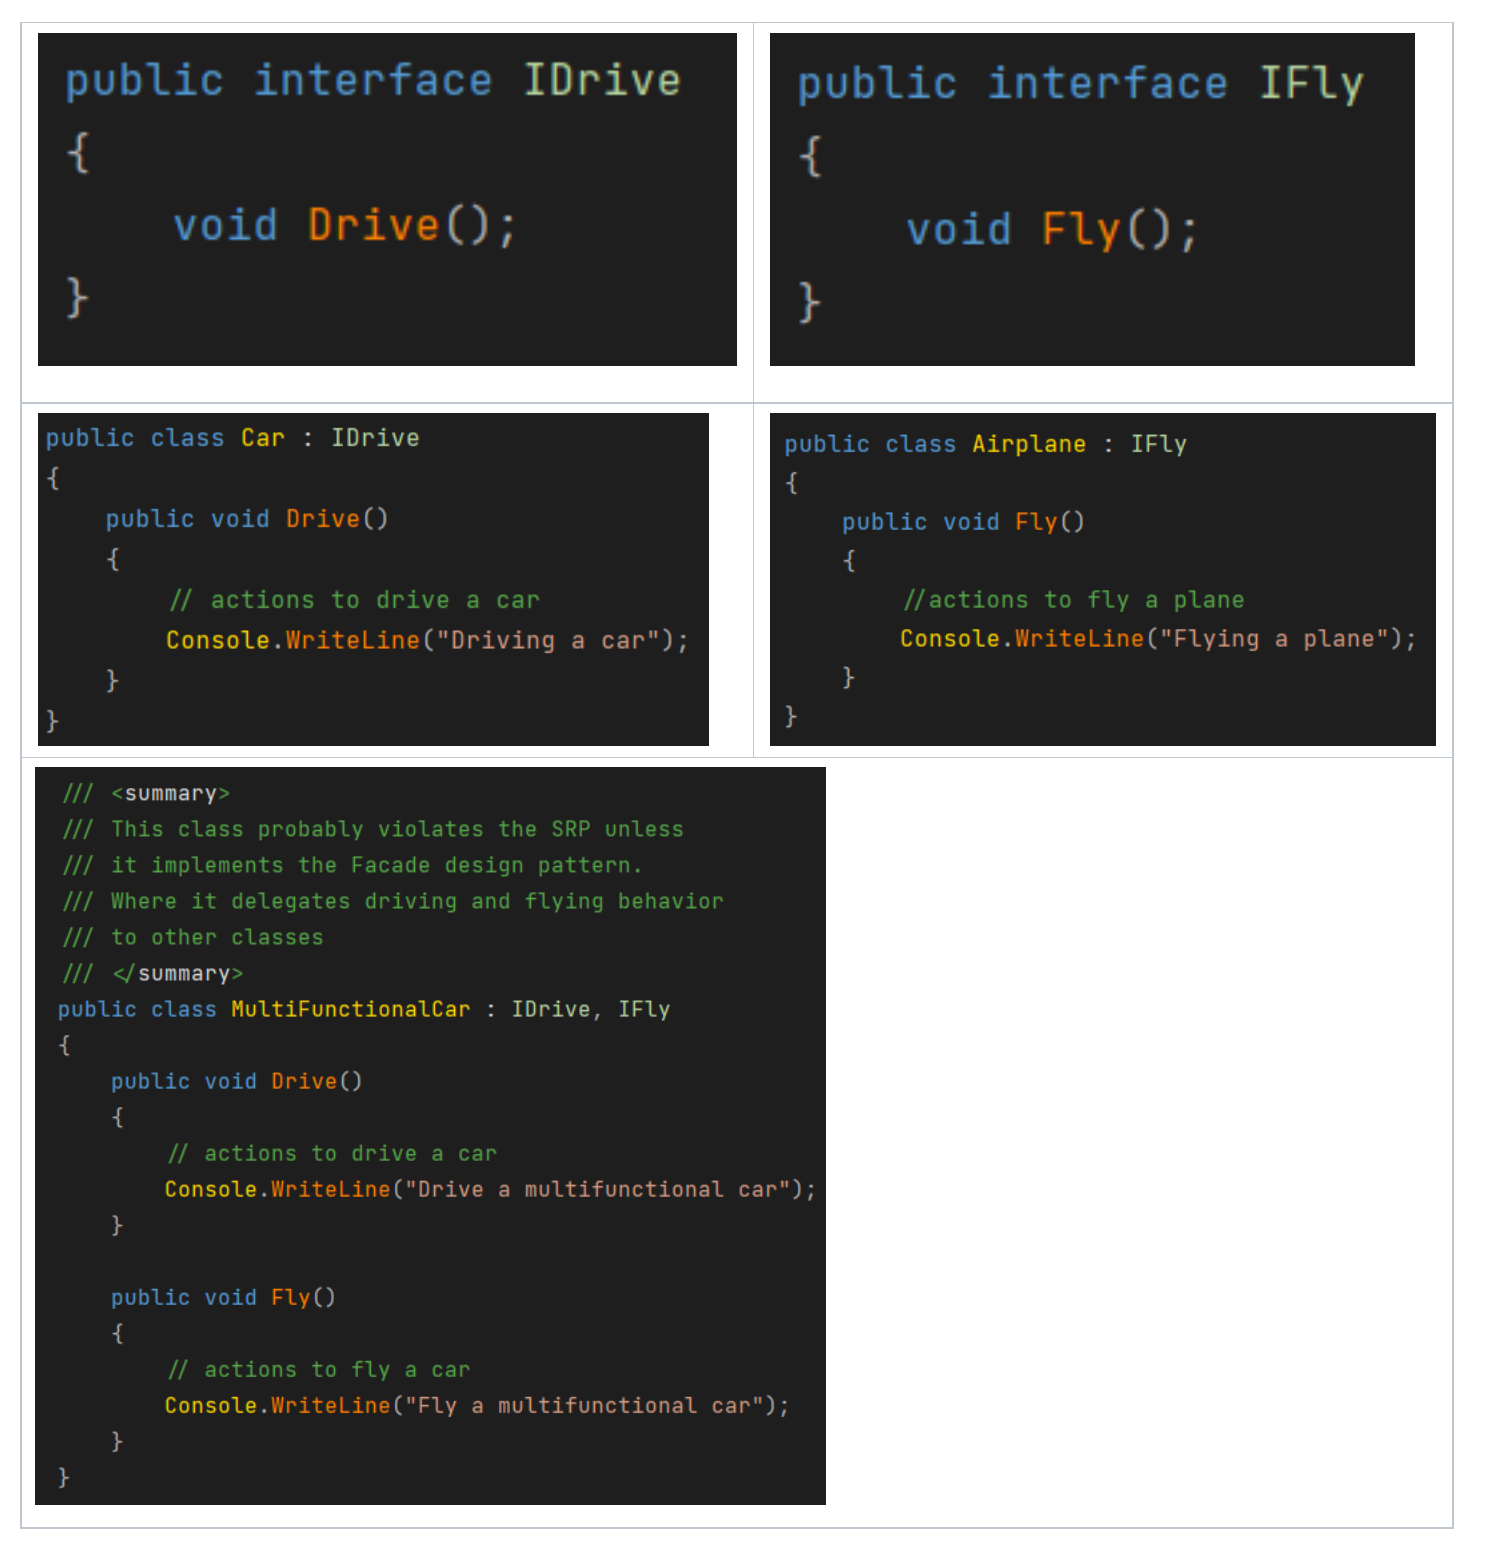 public interface IDrive
{
    void Drive();
}
public interface IFly
{
    void Fly();
}
public class Car : IDrive
{
    public void Drive()
    {
        // actions to drive a car
        Console.WriteLine("Driving a car");
    }
}
public class Airplane : IFly
{
    public void Fly()
    {
        //actions to fly a plane
        Console.WriteLine("Flying a plane");
    }
}
/// <summary>
/// This class probably violates the SRP unless
/// it implements the Facade design pattern.
/// Where it delegates driving and flying behavior
/// to other classes
/// </summary>
public class MultiFunctionalCar : IDrive, IFly
{
    public void Drive()
    {
        // actions to drive a car
        Console.WriteLine("Drive a multifunctional car");
    }
    public void Fly()
    {
        // actions to fly a car
        Console.WriteLine("Fly a multifunctional car");
    }
}